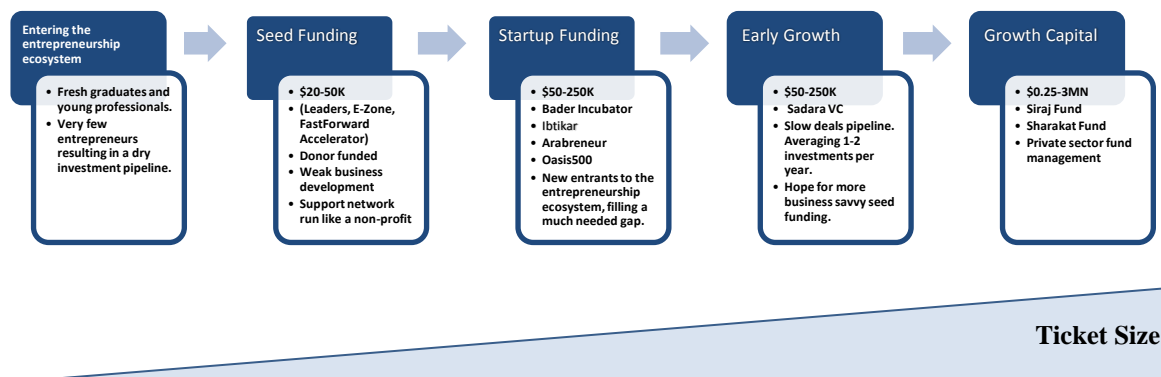 Entering the
entrepreneurship
ecosystem
• Fresh graduates and
young professionals.
• Very few
entrepreneurs
resulting in a dry
investment pipeline.
Seed Funding
• $20-50K
• (Leaders, E-Zone,
FastForward
Accelerator)
• Donor funded
• Weak business
development
• Support network
run like a non-profit
Startup Funding
• $50-250K
• Bader Incubator
• Ibtikar
• Arabreneur
• Oasis500
• New entrants to the
entrepreneurship
ecosystem, filling a
much needed gap.
Early Growth
• $50-250K
• Sadara VC
• Slow deals pipeline.
Averaging 1-2
investments per
year.
• Hope for more
business savvy seed
funding.
Growth Capital
• $0.25-3MN
• Siraj Fund
• Sharakat Fund
• Private sector fund
management
Ticket Size